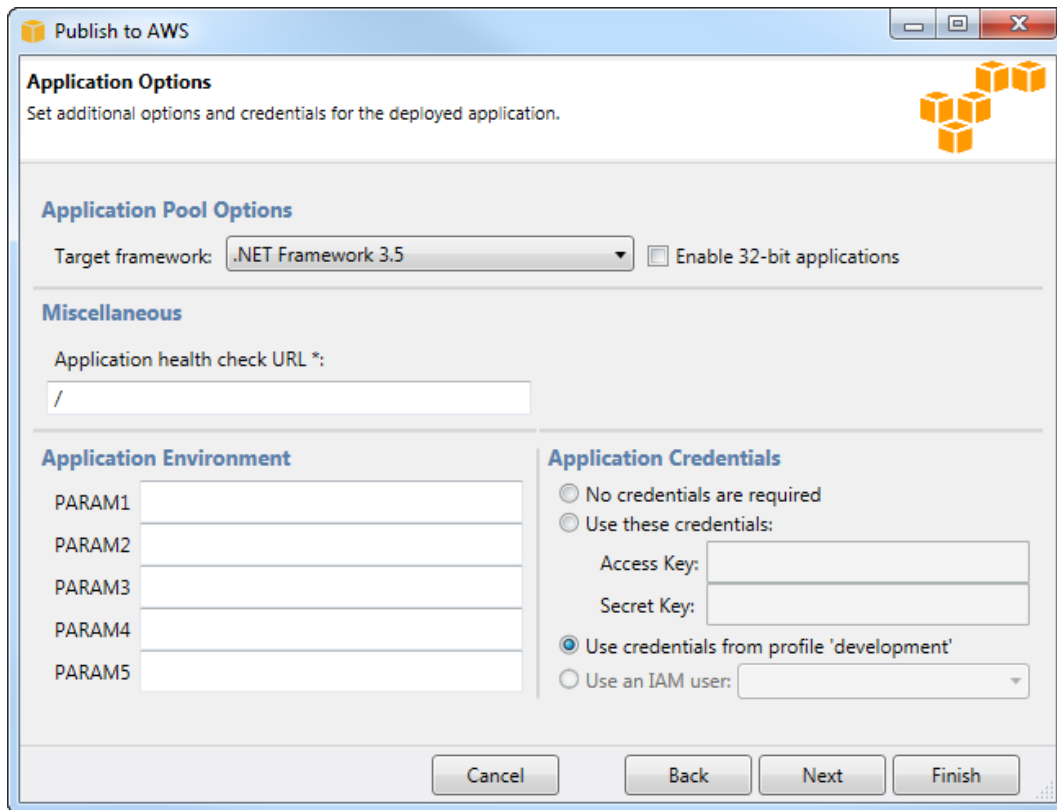 Publish to AWS
Application Options
Set additional options and credentials for the deployed application.
Application Pool Options
Target framework: .NET Framework 3.5 Enable 32-bit applications
Miscellaneous
Application health check URL *:
/
Application Environment
PARAM1
PARAM2
PARAM3
PARAM4
PARAM5
Application Credentials
No credentials are required
Use these credentials:
Access Key:
Secret Key:
Use credentials from profile 'development'
Use an IAM user:
Cancel Back Next Finish